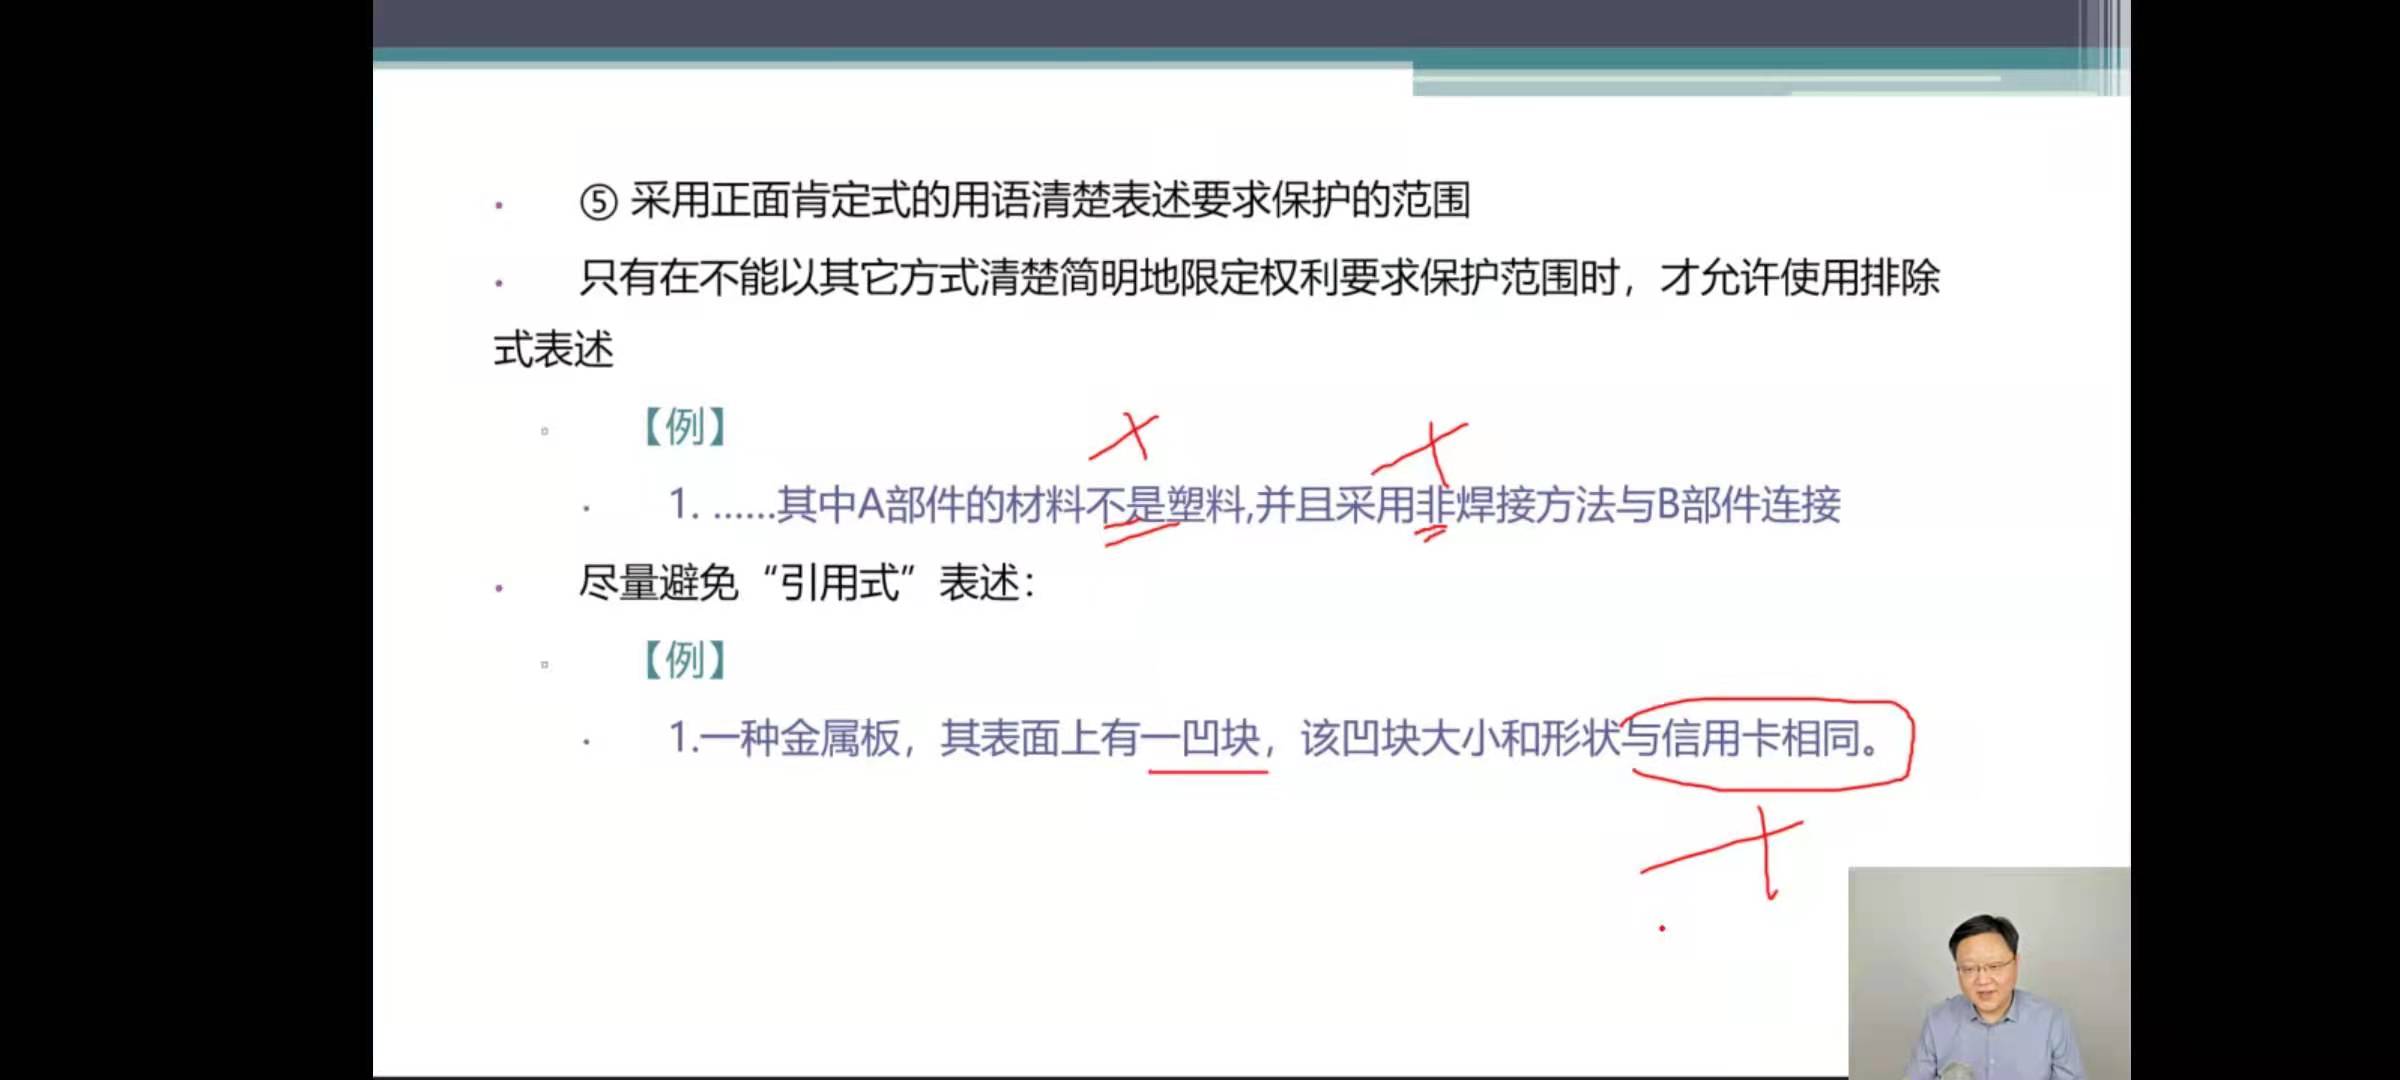 ⑤ 采用正面肯定式的用语清楚表述要求保护的范围
只有在不能以其它方式清楚简明地限定权利要求保护范围时，才允许使用排除
式表述
【例】
1. ......其中A部件的材料不是塑料,并且采用非焊接方法与B部件连接
尽量避免“引用式”表述：
【例】
1.一种金属板，其表面上有一凹块，该凹块大小和形状与信用卡相同。